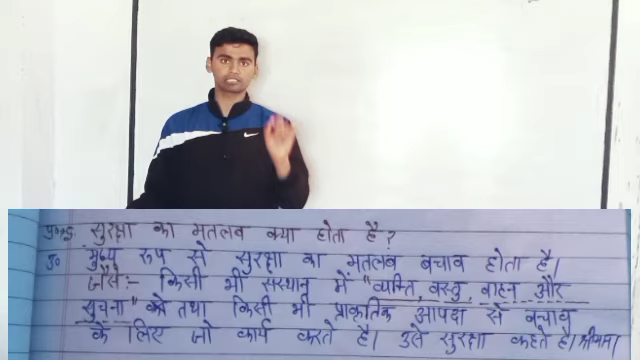 प्रश्न5. सुरक्षा का मतलब क्या होता है?
उ० मुख्य रूप से सुरक्षा का मतलब बचाव होता है।
जैसे:- किसी भी संस्थान में "व्यक्ति, वस्तु, वाहन और
सूचना" को तथा किसी भी प्राकृतिक आपदा से बचाव
के लिए जो कार्य करते है। उसे सुरक्षा कहते है।